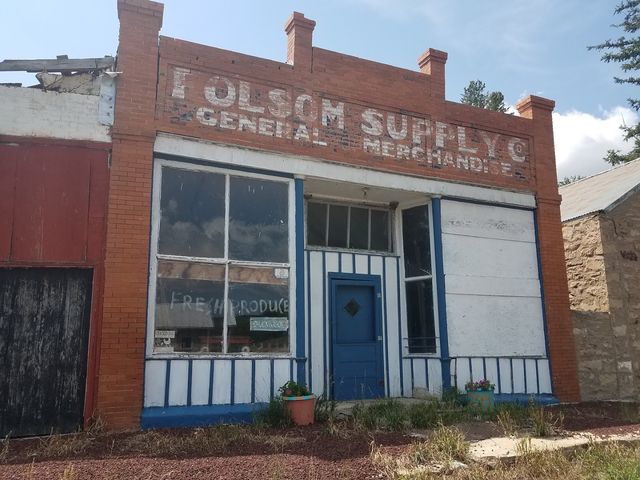 FOLSOM SUPPLY CO
GENERAL MERCHANDISE
FRESH PRODUCE